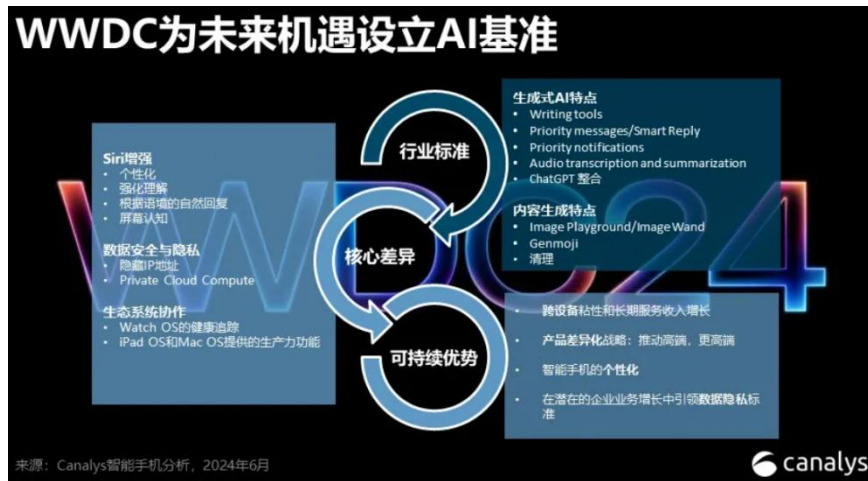 WWDC为未来机遇设立AI基准
Siri增强
• 个性化
• 强化理解
• 根据语境的自然回复
• 屏幕认知
数据安全与隐私
• 隐藏IP地址
• Private Cloud Compute
生态系统协作
• Watch OS的健康追踪
• iPad OS和Mac OS提供的生产力功能
行业标准
核心差异
可持续优势
生成式AI特点
• Writing tools
• Priority messages/Smart Reply
• Priority notifications
• Audio transcription and summarization
• ChatGPT 整合
内容生成特点
• Image Playground/Image Wand
• Genmoji
• 清理
• 跨设备粘性和长期服务收入增长
• 产品差异化战略：推动高端，更高端
• 智能手机的个性化
• 在潜在的企业业务增长中引领数据隐私标
准
WWDC24
来源：Canalys智能手机分析，2024年6月
canalys